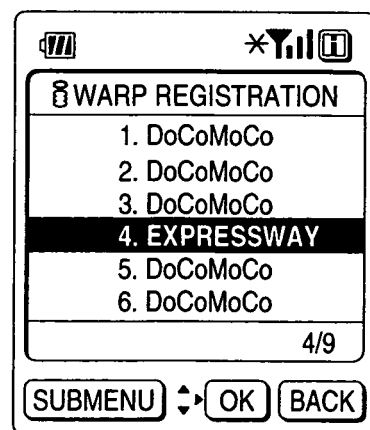 WARP REGISTRATION
1. DoCoMoCo
2. DoCoMoCo
3. DoCoMoCo
4. EXPRESSWAY
5. DoCoMoCo
6. DoCoMoCo
4/9
SUBMENU OK BACK